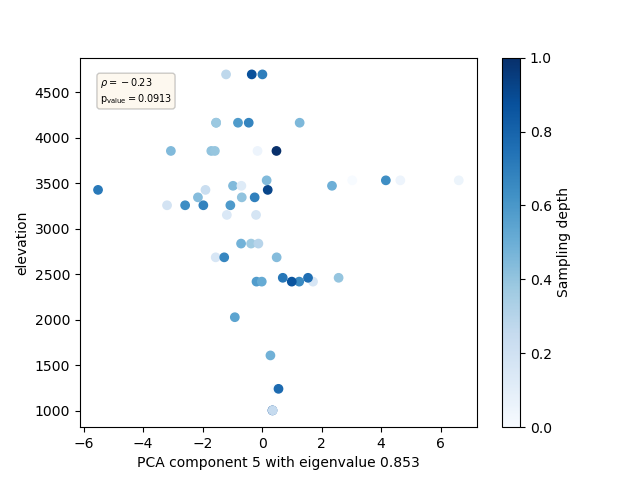 ρ = −0.23
p_value = 0.0913
4500
4000
3500
3000
2500
2000
1500
1000
elevation
−6 −4 −2 0 2 4 6
PCA component 5 with eigenvalue 0.853
1.0
0.8
0.6
0.4
0.2
0.0
Sampling depth